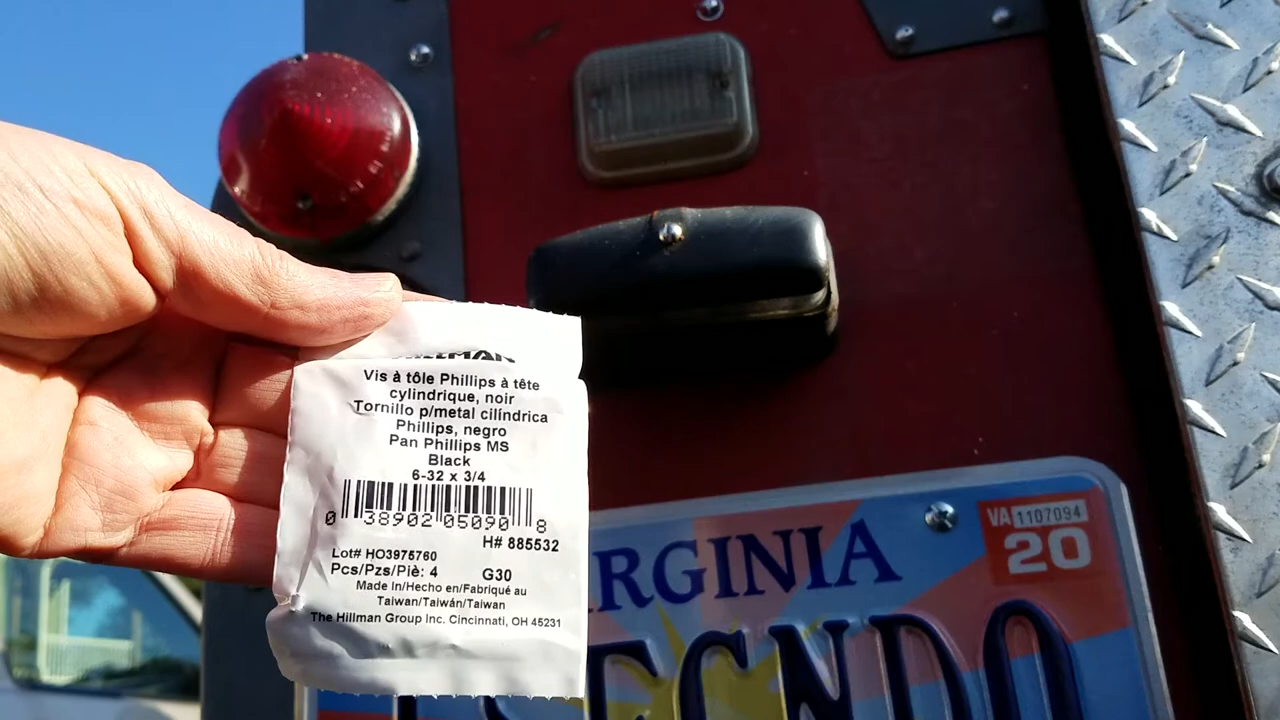 HILLMAN
Vis à tôle Phillips à tête
cylindrique, noir
Tornillo p/metal cilíndrica
Phillips, negro
Pan Phillips MS
Black
6-32 x 3/4
0 38902 05090 8
H# 885532
Lot# HO3975760
Pcs/Pzs/Piè: 4 G30
Made In/Hecho en/Fabriqué au
Taiwan/Taiwán/Taiwan
The Hillman Group Inc. Cincinnati, OH 45231
RGINIA
VA 1107094
20
SECNDO